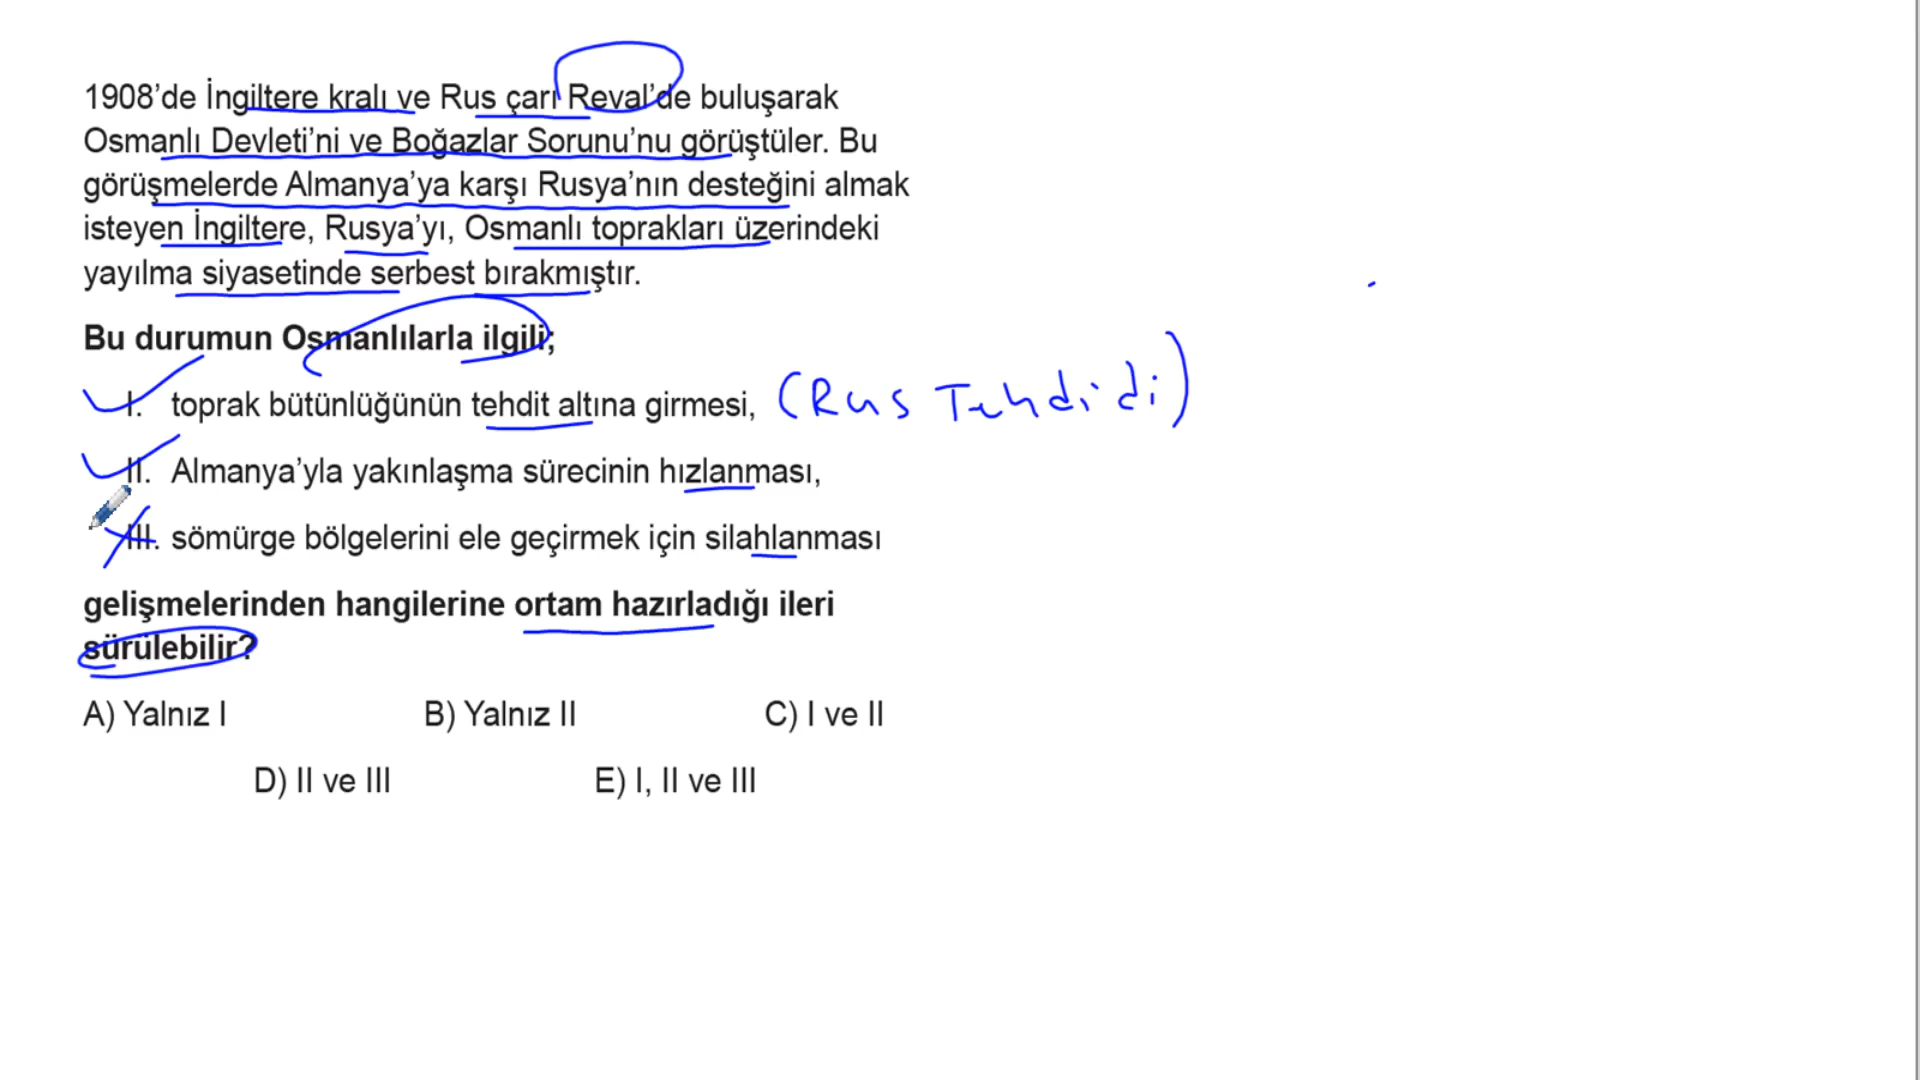 1908’de İngiltere kralı ve Rus çarı Reval’de buluşarak
Osmanlı Devleti’ni ve Boğazlar Sorunu’nu görüştüler. Bu
görüşmelerde Almanya’ya karşı Rusya’nın desteğini almak
isteyen İngiltere, Rusya’yı, Osmanlı toprakları üzerindeki
yayılma siyasetinde serbest bırakmıştır.
Bu durumun Osmanlılarla ilgili;
I. toprak bütünlüğünün tehdit altına girmesi, (Rus Tehdidi)
II. Almanya’yla yakınlaşma sürecinin hızlanması,
III. sömürge bölgelerini ele geçirmek için silahlanması
gelişmelerinden hangilerine ortam hazırladığı ileri
sürülebilir?
A) Yalnız I B) Yalnız II C) I ve II
D) II ve III E) I, II ve III